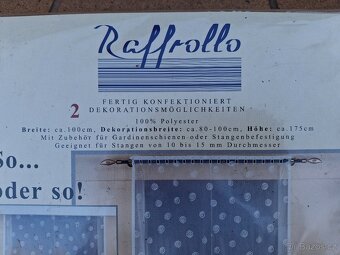 Raffrollo
2 FERTIG KONFEKTIONIERT
DEKORATIONSMÖGLICHKEITEN
100% Polyester
Breite: ca.100cm, Dekorationsbreite: ca.80-100cm, Höhe: ca.175cm
Mit Zubehör für Gardinenschienen oder Stangenbefestigung
Geeignet für Stangen von 10 bis 15 mm Durchmesser
So...
oder so!